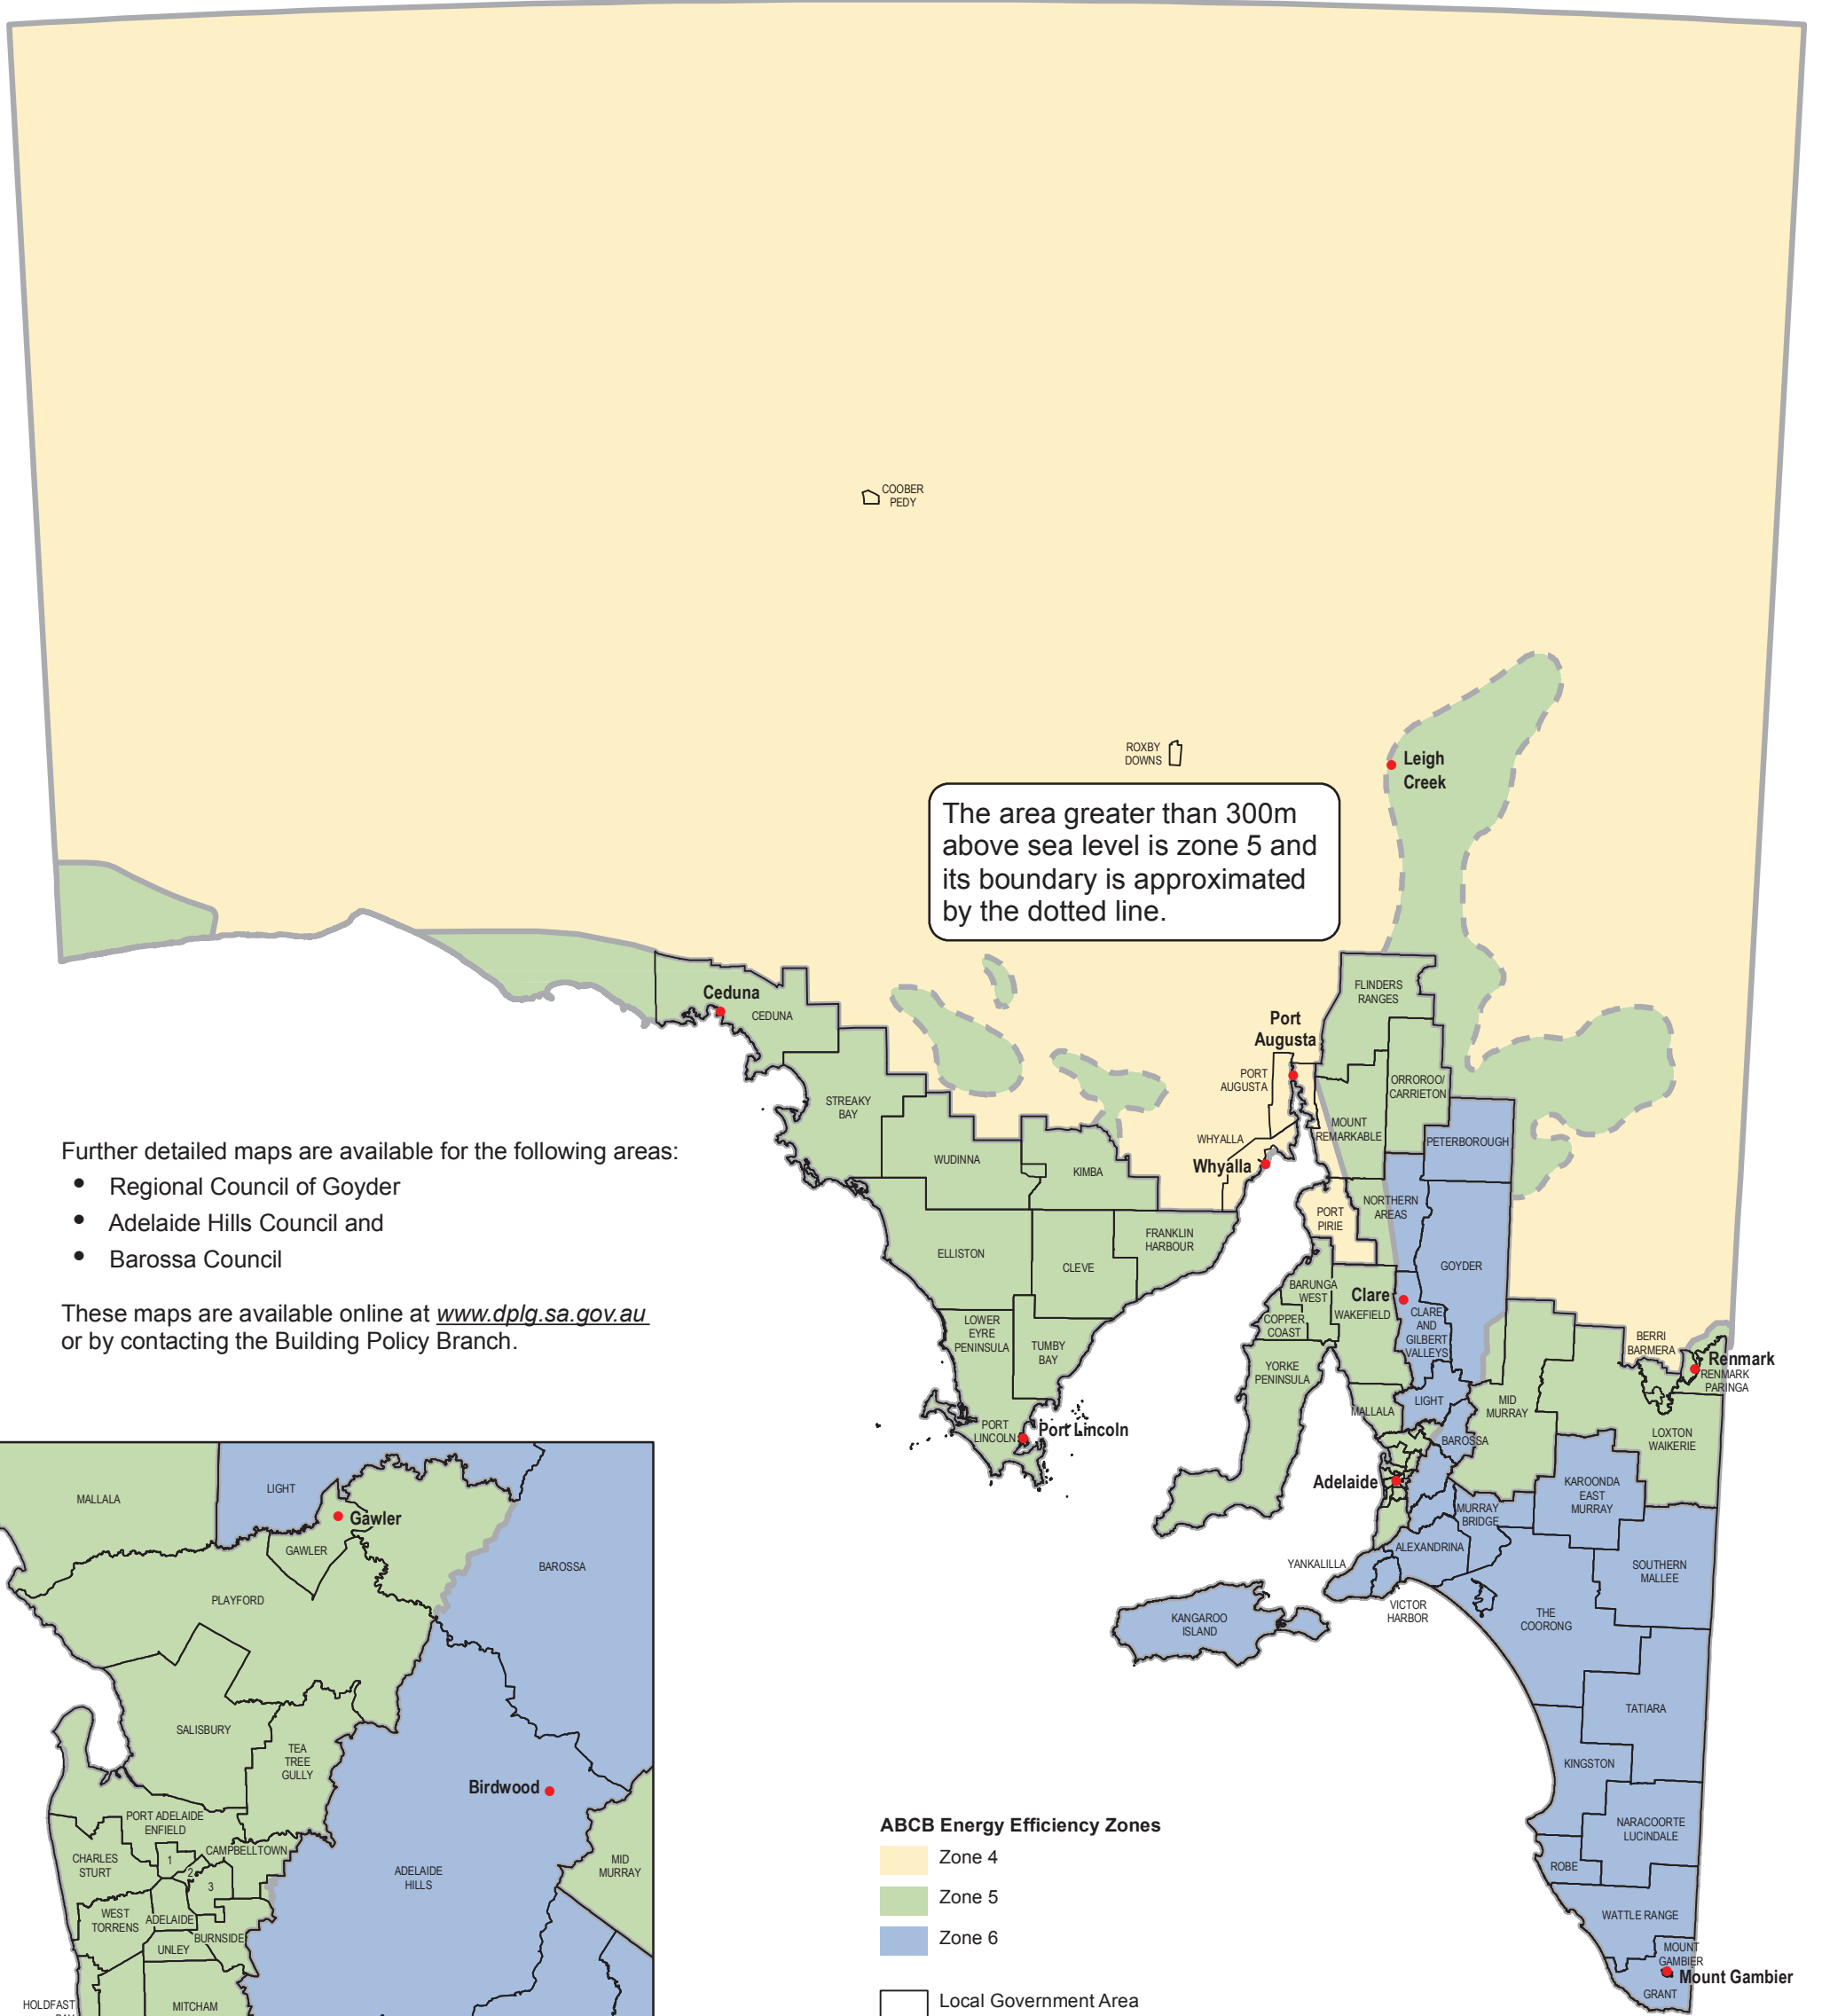 COOBER
PEDY
ROXBY
DOWNS
Leigh
Creek
The area greater than 300m
above sea level is zone 5 and
its boundary is approximated
by the dotted line.
Ceduna
CEDUNA
FLINDERS
RANGES
Port
Augusta
PORT
AUGUSTA
ORROROO/
CARRIETON
STREAKY
BAY
MOUNT
REMARKABLE
PETERBOROUGH
WHYALLA
Whyalla
WUDINNA
KIMBA
NORTHERN
AREAS
PORT
PIRIE
FRANKLIN
HARBOUR
ELLISTON
CLEVE
GOYDER
BARUNGA
WEST
Clare
WAKEFIELD
CLARE
AND
GILBERT
VALLEYS
COPPER
COAST
LOWER
EYRE
PENINSULA
TUMBY
BAY
YORKE
PENINSULA
BERRI
BARMERA
Renmark
RENMARK
PARINGA
LIGHT
MID
MURRAY
MALLALA
PORT
LINCOLN
Port Lincoln
BAROSSA
LOXTON
WAIKERIE
Adelaide
KAROONDA
EAST
MURRAY
MURRAY
BRIDGE
ALEXANDRINA
YANKALILLA
SOUTHERN
MALLEE
VICTOR
HARBOR
KANGAROO
ISLAND
THE
COORONG
TATIARA
KINGSTON
NARACOORTE
LUCINDALE
ROBE
WATTLE RANGE
MOUNT
GAMBIER
Mount Gambier
GRANT
Further detailed maps are available for the following areas:
• Regional Council of Goyder
• Adelaide Hills Council and
• Barossa Council
These maps are available online at www.dplg.sa.gov.au
or by contacting the Building Policy Branch.
MALLALA
LIGHT
Gawler
GAWLER
BAROSSA
PLAYFORD
SALISBURY
TEA
TREE
GULLY
Birdwood
PORT ADELAIDE
ENFIELD
CAMPBELLTOWN
CHARLES
STURT
1
2
3
ADELAIDE
HILLS
MID
MURRAY
WEST
TORRENS
ADELAIDE
BURNSIDE
UNLEY
HOLDFAST
MITCHAM
ABCB Energy Efficiency Zones
Zone 4
Zone 5
Zone 6
Local Government Area